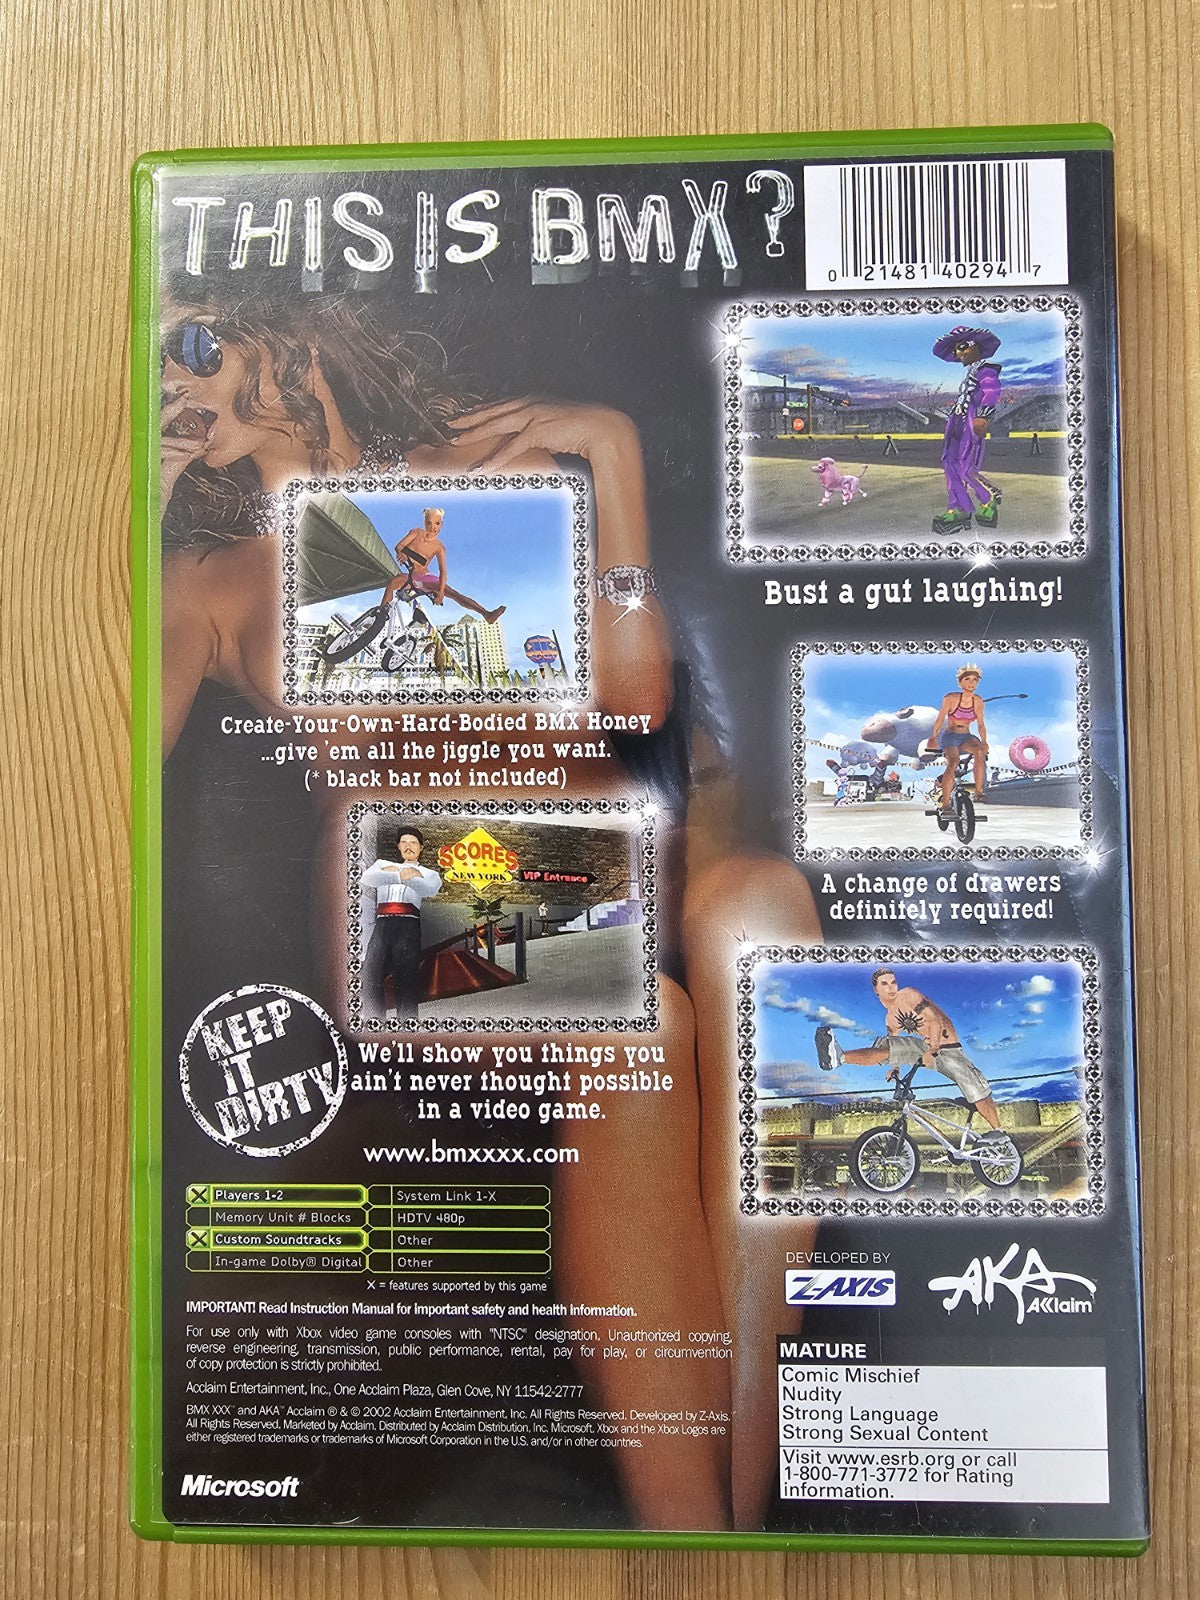 THIS IS BMX?
0 21481 40294 7
Bust a gut laughing!
Create-Your-Own-Hard-Bodied BMX Honey
...give 'em all the jiggle you want.
(* black bar not included)
A change of drawers
definitely required!
SCORES
NEW YORK
VIP Entrance
We'll show you things you
ain't never thought possible
in a video game.
KEEP
IT
DIRTY
www.bmxxxx.com
X Players 1-2
System Link 1-X
Memory Unit # Blocks
HDTV 480p
X Custom Soundtracks
Other
In-game Dolby® Digital
Other
X = features supported by this game
IMPORTANT! Read Instruction Manual for important safety and health information.
For use only with Xbox video game consoles with "NTSC" designation. Unauthorized copying,
reverse engineering, transmission, public performance, rental, pay for play, or circumvention
of copy protection is strictly prohibited.
Acclaim Entertainment, Inc., One Acclaim Plaza, Glen Cove, NY 11542-2777
BMX XXX™ and AKA™ Acclaim ® & © 2002 Acclaim Entertainment, Inc. All Rights Reserved. Developed by Z-Axis.
All Rights Reserved. Marketed by Acclaim. Distributed by Acclaim Distribution, Inc. Microsoft, Xbox and the Xbox Logos are
either registered trademarks or trademarks of Microsoft Corporation in the U.S. and/or in other countries.
Microsoft
DEVELOPED BY
Z-AXIS
AKA™
AKKlaim
MATURE
Comic Mischief
Nudity
Strong Language
Strong Sexual Content
Visit www.esrb.org or call
1-800-771-3772 for Rating
information.